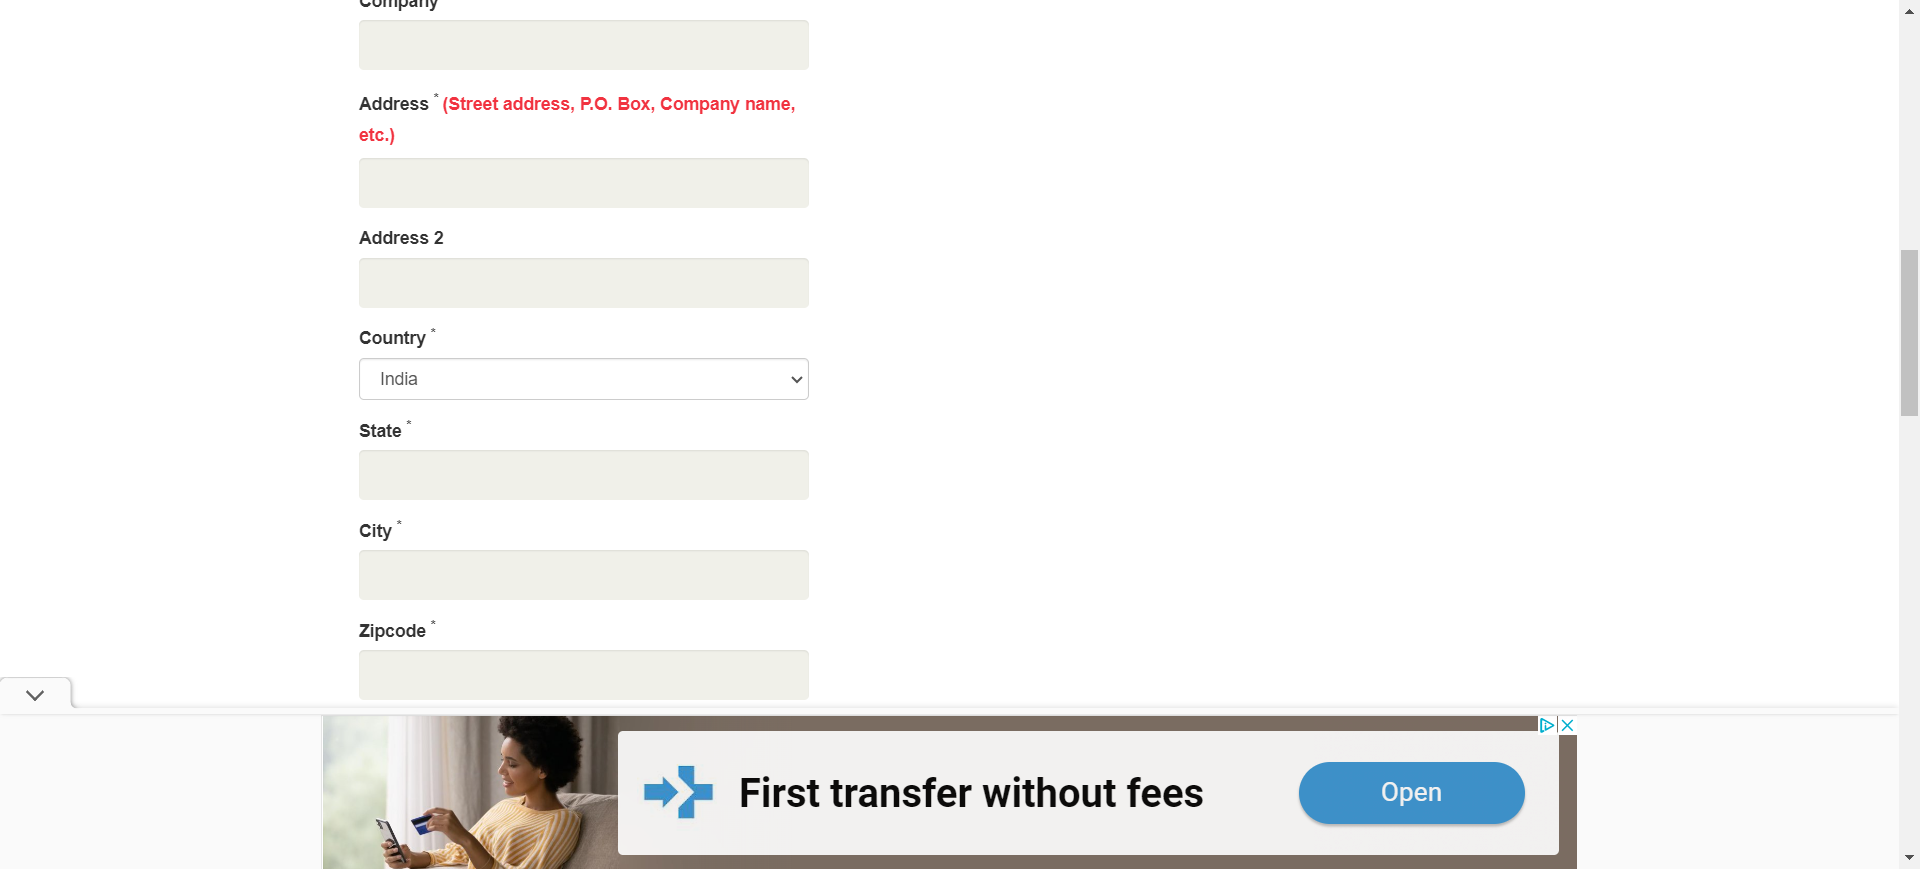 Company
Address * (Street address, P.O. Box, Company name,
etc.)
Address 2
Country *
India
State *
City *
Zipcode *
First transfer without fees
Open